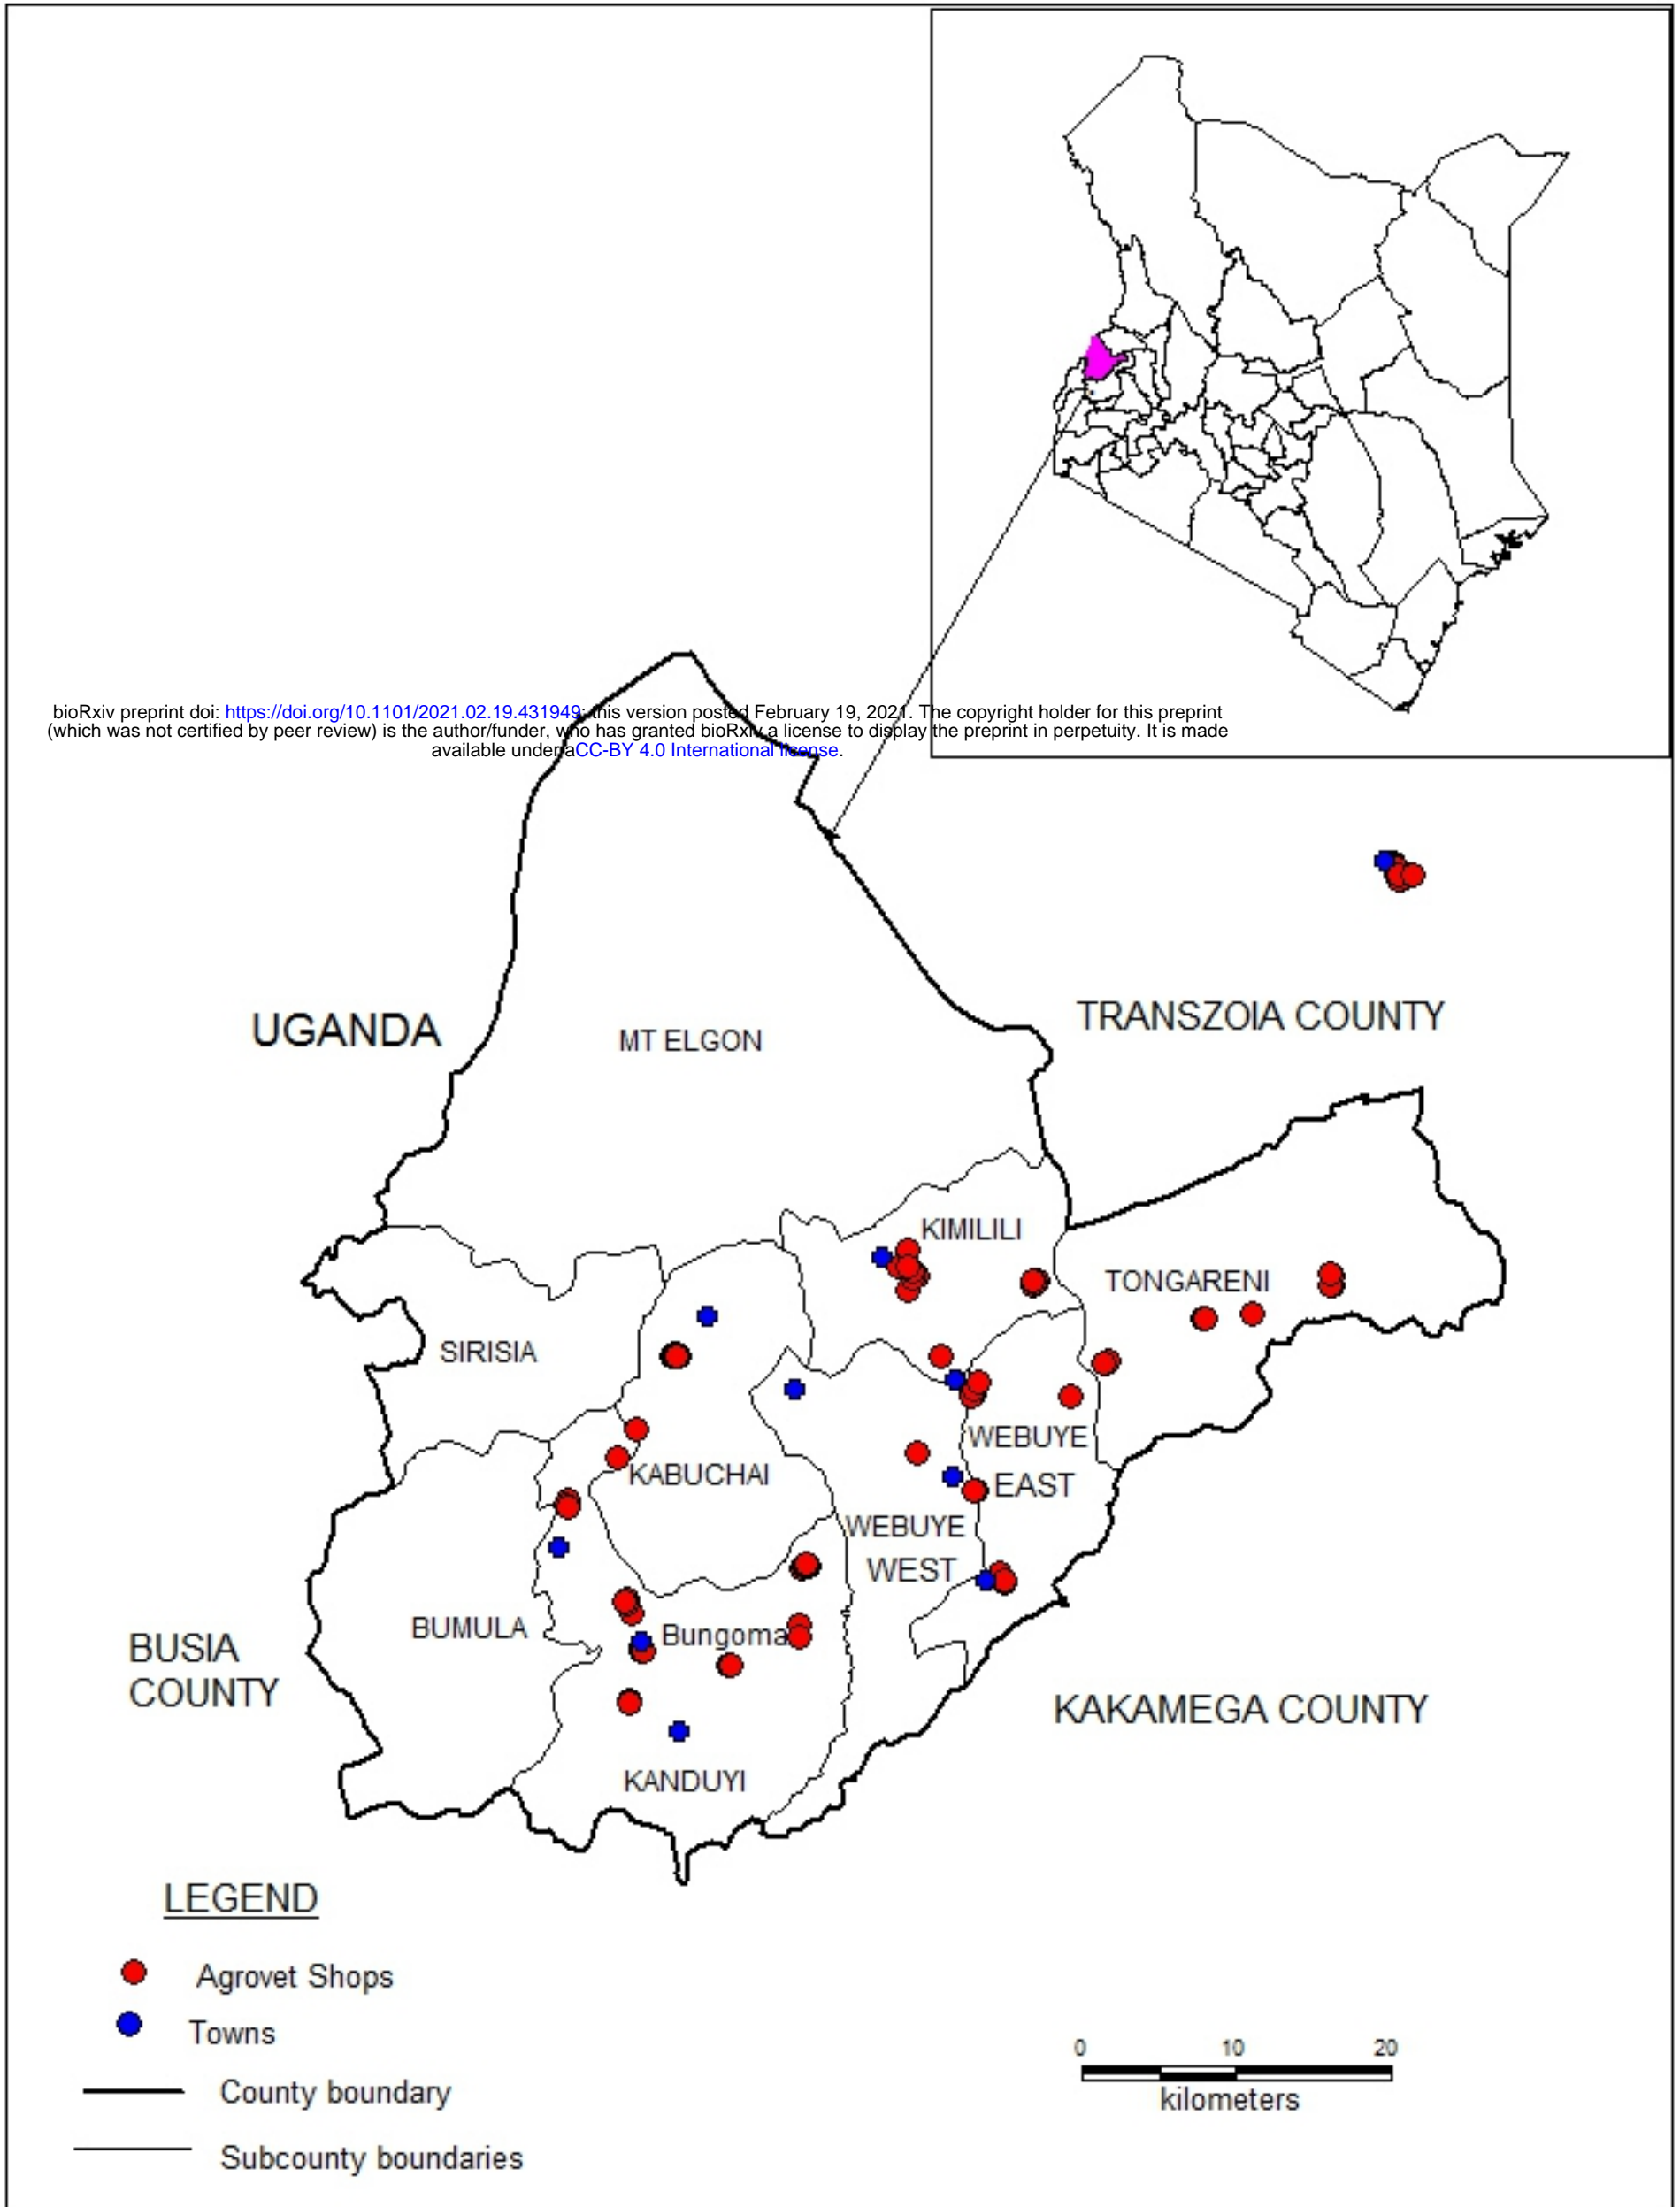 bioRxiv preprint doi: https://doi.org/10.1101/2021.02.19.431949; this version posted February 19, 2021. The copyright holder for this preprint
(which was not certified by peer review) is the author/funder, who has granted bioRxiv a license to display the preprint in perpetuity. It is made
available under aCC-BY 4.0 International license.
TRANSZOIA COUNTY
UGANDA
MT ELGON
KIMILILI
TONGARENI
SIRISIA
WEBUYE
EAST
KABUCHAI
WEBUYE
WEST
BUMULA
Bungoma
BUSIA
COUNTY
KAKAMEGA COUNTY
KANDUYI
LEGEND
Agrovet Shops
Towns
County boundary
Subcounty boundaries
0 10 20
kilometers